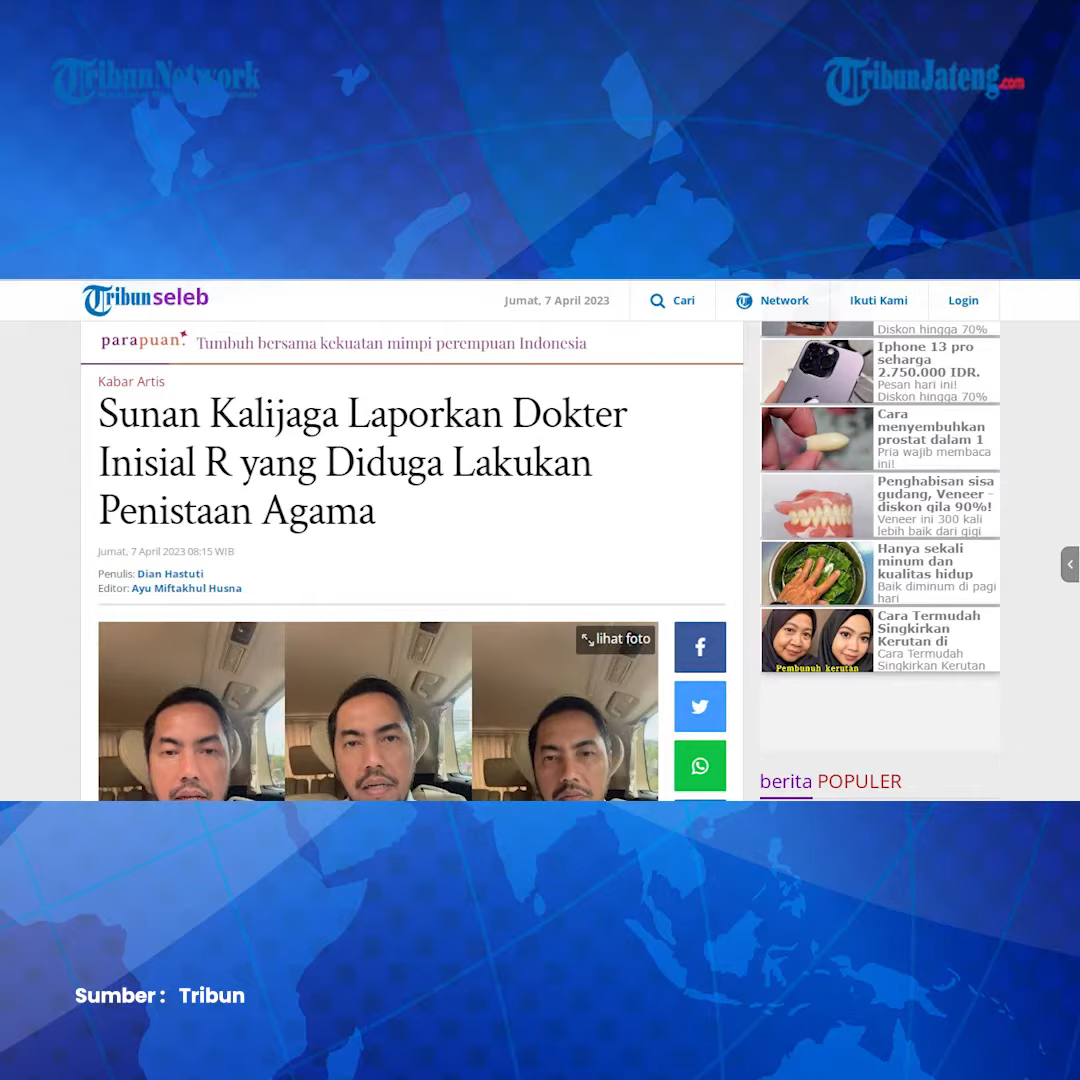 TribunNetwork
TribunJateng.com
Tribunseleb
Jumat, 7 April 2023
Cari
Network
Ikuti Kami
Login
parapuan. Tumbuh bersama kekuatan mimpi perempuan Indonesia
Kabar Artis
Sunan Kalijaga Laporkan Dokter
Inisial R yang Diduga Lakukan
Penistaan Agama
Jumat, 7 April 2023 08:15 WIB
Penulis: Dian Hastuti
Editor: Ayu Miftakhul Husna
lihat foto
Diskon hingga 70%
Iphone 13 pro
seharga
2.750.000 IDR.
Pesan hari ini!
Diskon hingga 70%
Cara
menyembuhkan
prostat dalam 1
Pria wajib membaca
ini!
Penghabisan sisa
gudang, Veneer –
diskon gila 90%!
Veneer ini 300 kali
lebih baik dari gigi
Hanya sekali
minum dan
kualitas hidup
Baik diminum di pagi
hari
Pembunuh kerutan
Cara Termudah
Singkirkan
Kerutan di
Cara Termudah
Singkirkan Kerutan
berita POPULER
Sumber : Tribun